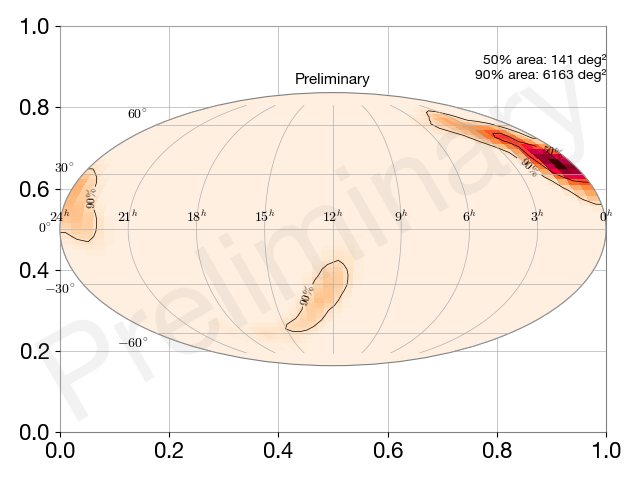 1.0
50% area: 141 deg²
90% area: 6163 deg²
Preliminary
0.8
60°
50%
90%
30°
0.6
90%
24h
21h
18h
15h
12h
9h
6h
3h
0h
0°
0.4
−30°
90%
0.2
−60°
Preliminary
0.0
0.0
0.2
0.4
0.6
0.8
1.0